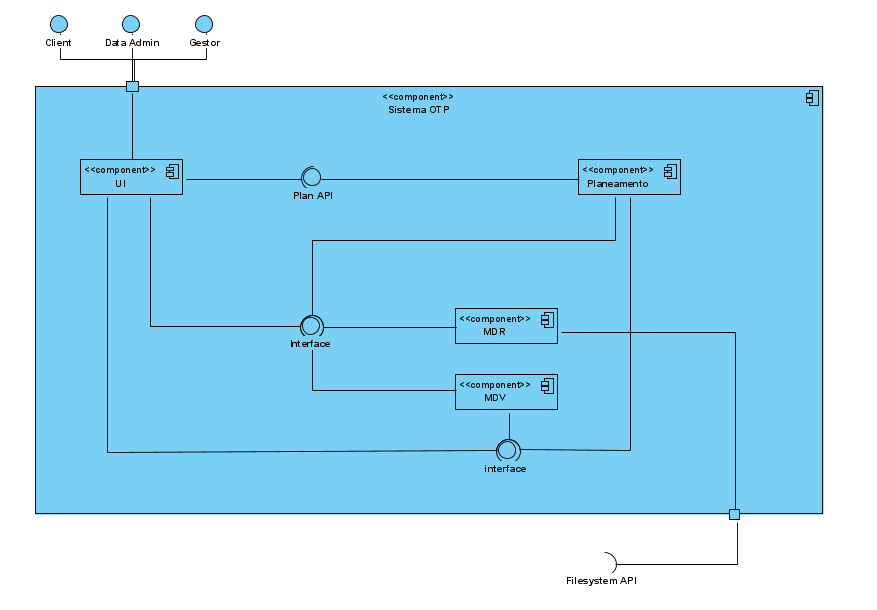 Client
Data Admin
Gestor
<<component>>
Sistema OTP
<<component>>
UI
Plan API
<<component>>
Planeamento
Interface
<<component>>
MDR
<<component>>
MDV
interface
Filesystem API